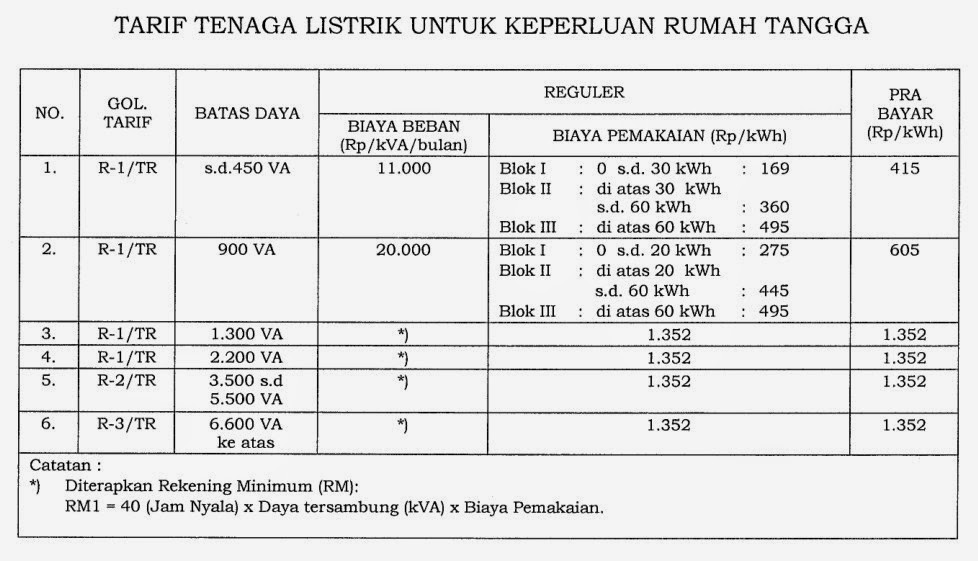 TARIF TENAGA LISTRIK UNTUK KEPERLUAN RUMAH TANGGA
NO.
GOL.
TARIF
BATAS DAYA
REGULER
BIAYA BEBAN
(Rp/kVA/bulan)
BIAYA PEMAKAIAN (Rp/kWh)
PRA
BAYAR
(Rp/kWh)
1. R-1/TR s.d.450 VA 11.000 Blok I : 0 s.d. 30 kWh : 169 415
Blok II : di atas 30 kWh
s.d. 60 kWh : 360
Blok III : di atas 60 kWh : 495
2. R-1/TR 900 VA 20.000 Blok I : 0 s.d. 20 kWh : 275 605
Blok II : di atas 20 kWh
s.d. 60 kWh : 445
Blok III : di atas 60 kWh : 495
3. R-1/TR 1.300 VA *) 1.352 1.352
4. R-1/TR 2.200 VA *) 1.352 1.352
5. R-2/TR 3.500 s.d *) 1.352 1.352
5.500 VA
6. R-3/TR 6.600 VA *) 1.352 1.352
ke atas
Catatan :
*) Diterapkan Rekening Minimum (RM):
RM1 = 40 (Jam Nyala) x Daya tersambung (kVA) x Biaya Pemakaian.